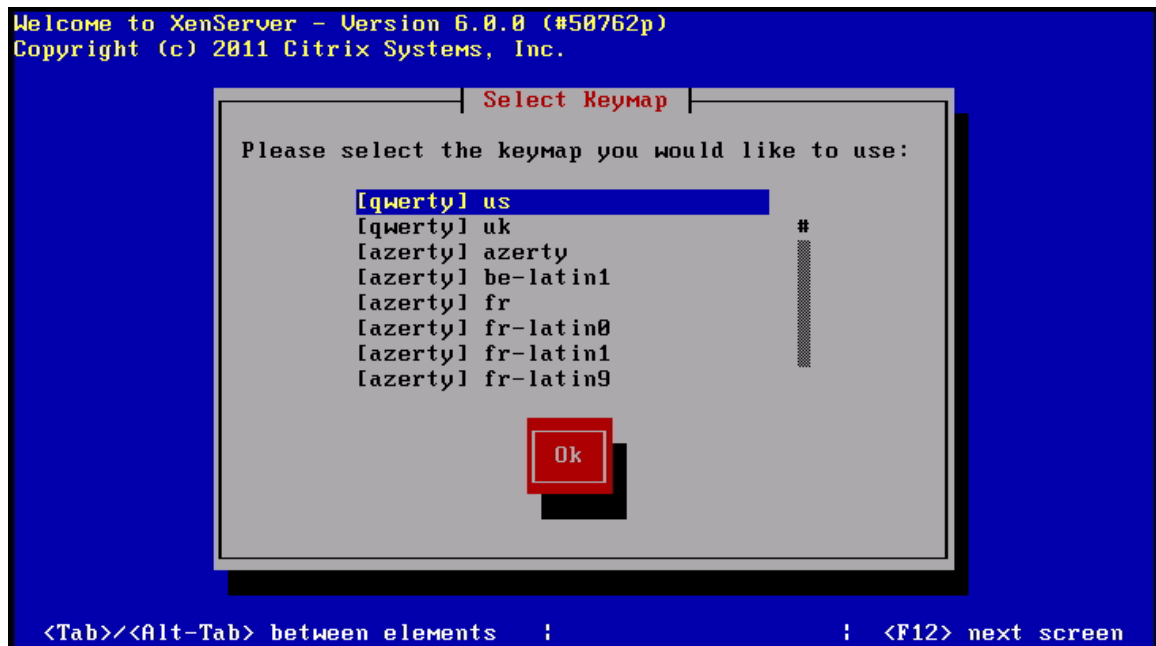 Welcome to XenServer - Version 6.0.0 (#50762p)
Copyright (c) 2011 Citrix Systems, Inc.
Select Keymap
Please select the keymap you would like to use:
[qwerty] us
[qwerty] uk #
[azerty] azerty
[azerty] be-latin1
[azerty] fr
[azerty] fr-latin0
[azerty] fr-latin1
[azerty] fr-latin9
Ok
<Tab>/<Alt-Tab> between elements | | <F12> next screen